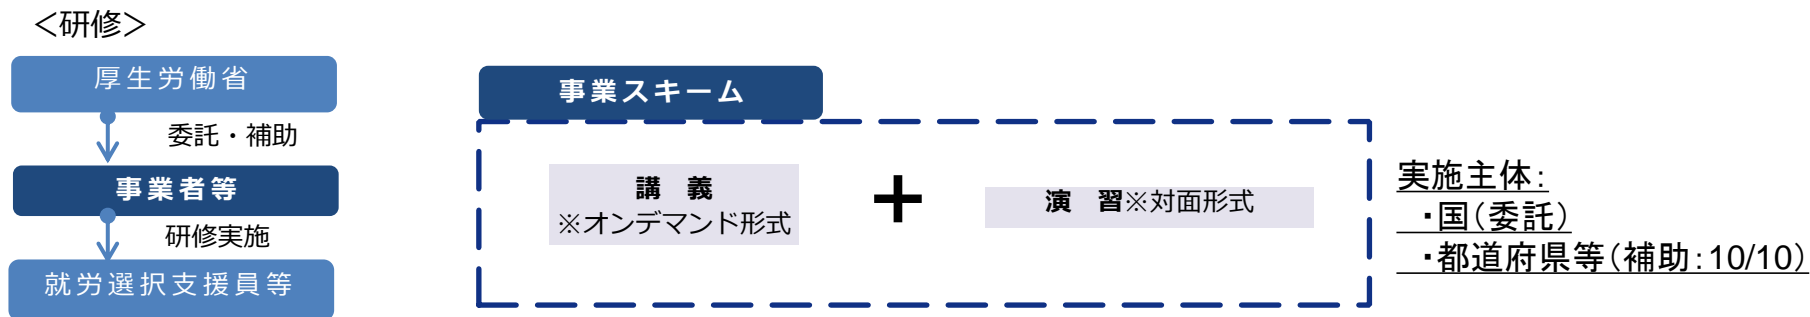 ＜研修＞
厚生労働省
委託・補助
事業者等
研修実施
就労選択支援員等
事業スキーム
講　義
※オンデマンド形式
＋
演　習※対面形式
実施主体：
・国（委託）
・都道府県等（補助：10/10）